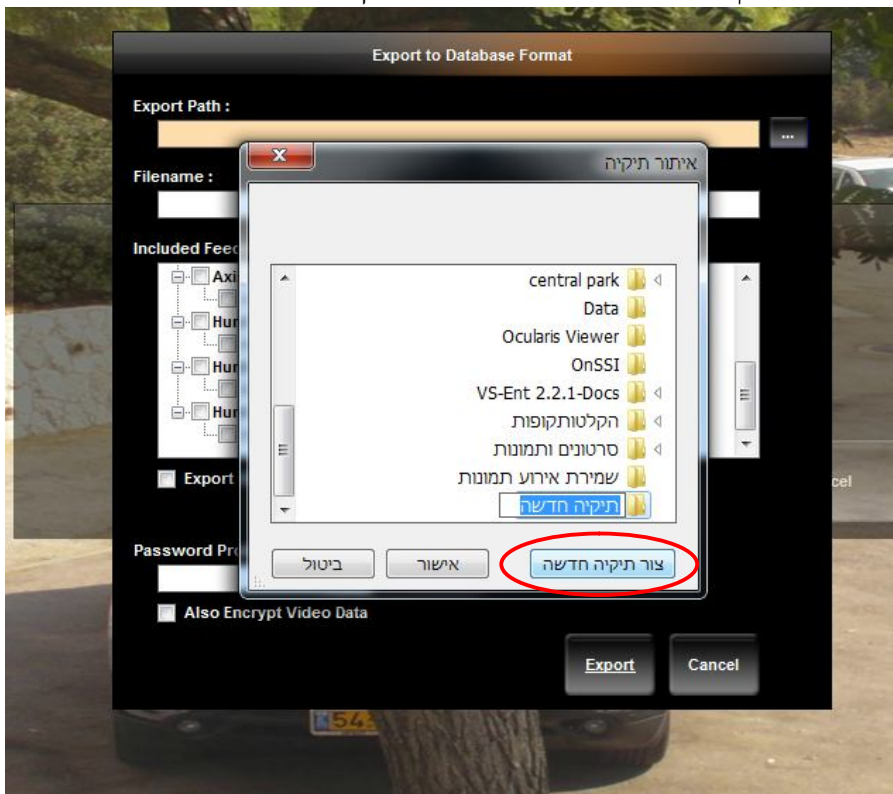 Export to Database Format
Export Path :
...
איתור תיקיה
Filename :
Included Feed
Axi
central park
Data
Hur
Ocularis Viewer
OnSSI
Hur
VS-Ent 2.2.1-Docs
הקלטותקופות
Hur
סרטונים ותמונות
שמירת אירוע תמונות
Export
cel
תיקיה חדשה
Password Pro
צור תיקיה חדשה
אישור
ביטול
Also Encrypt Video Data
Export
Cancel